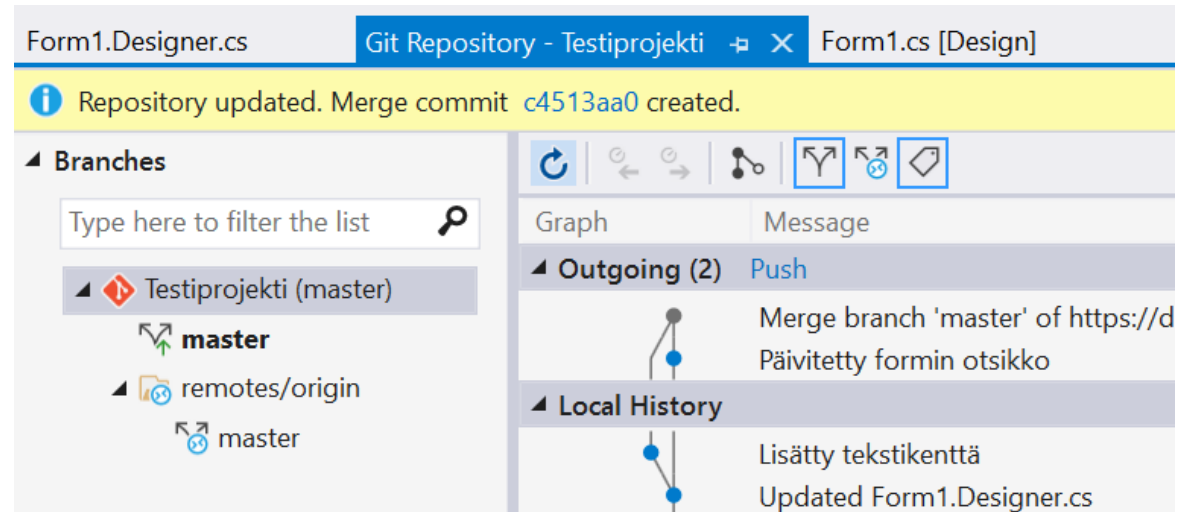 Form1.Designer.cs
Git Repository - Testiprojekti
Form1.cs [Design]
Repository updated. Merge commit c4513aa0 created.
Branches
Type here to filter the list
Testiprojekti (master)
master
remotes/origin
master
Graph Message
Outgoing (2) Push
Merge branch 'master' of https://d
Päivitetty formin otsikko
Local History
Lisätty tekstikenttä
Updated Form1.Designer.cs